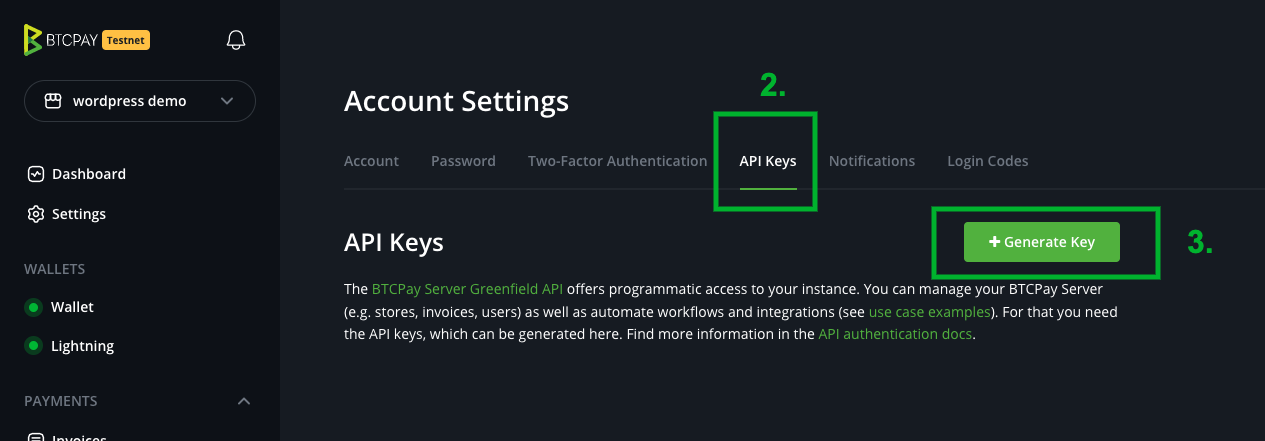 BTCPAY Testnet
wordpress demo
Dashboard
Settings
WALLETS
Wallet
Lightning
PAYMENTS
Invoices
2.
Account Settings
Account Password Two-Factor Authentication API Keys Notifications Login Codes
API Keys
+ Generate Key
3.
The BTCPay Server Greenfield API offers programmatic access to your instance. You can manage your BTCPay Server
(e.g. stores, invoices, users) as well as automate workflows and integrations (see use case examples). For that you need
the API keys, which can be generated here. Find more information in the API authentication docs.